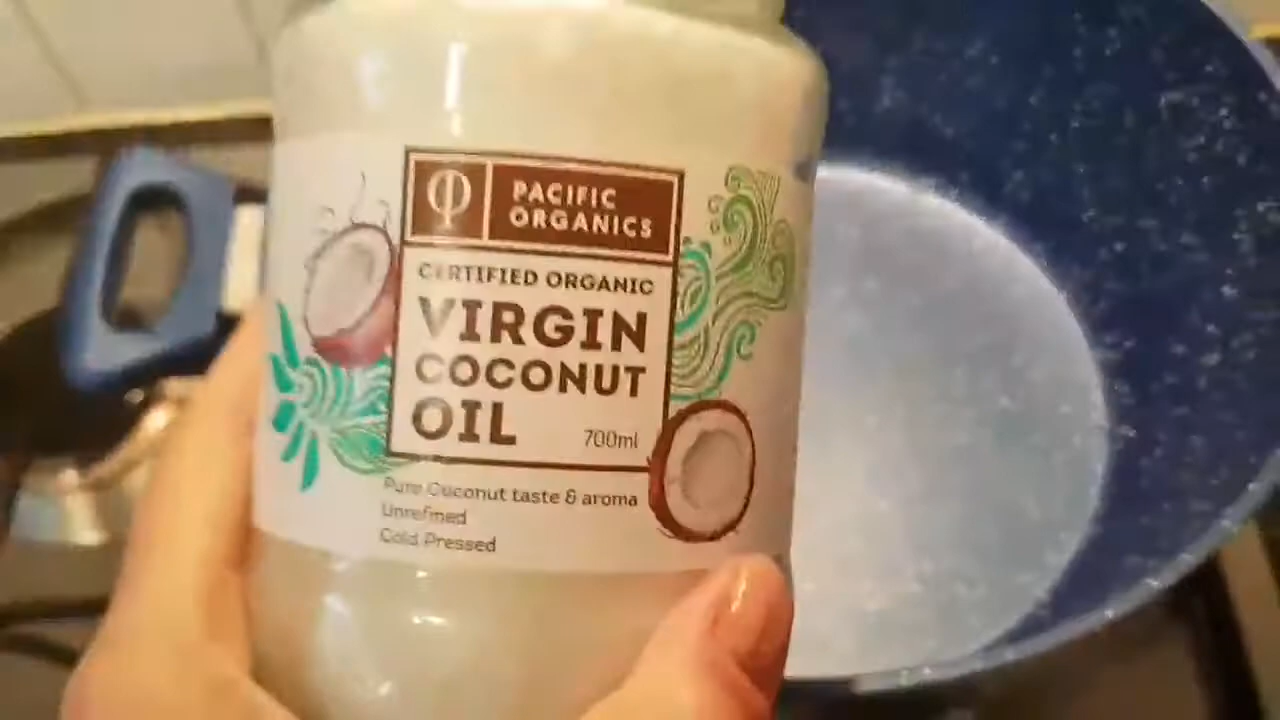 PACIFIC
ORGANICS
CERTIFIED ORGANIC
VIRGIN
COCONUT
OIL
700ml
Pure Coconut taste & aroma
Unrefined
Cold Pressed